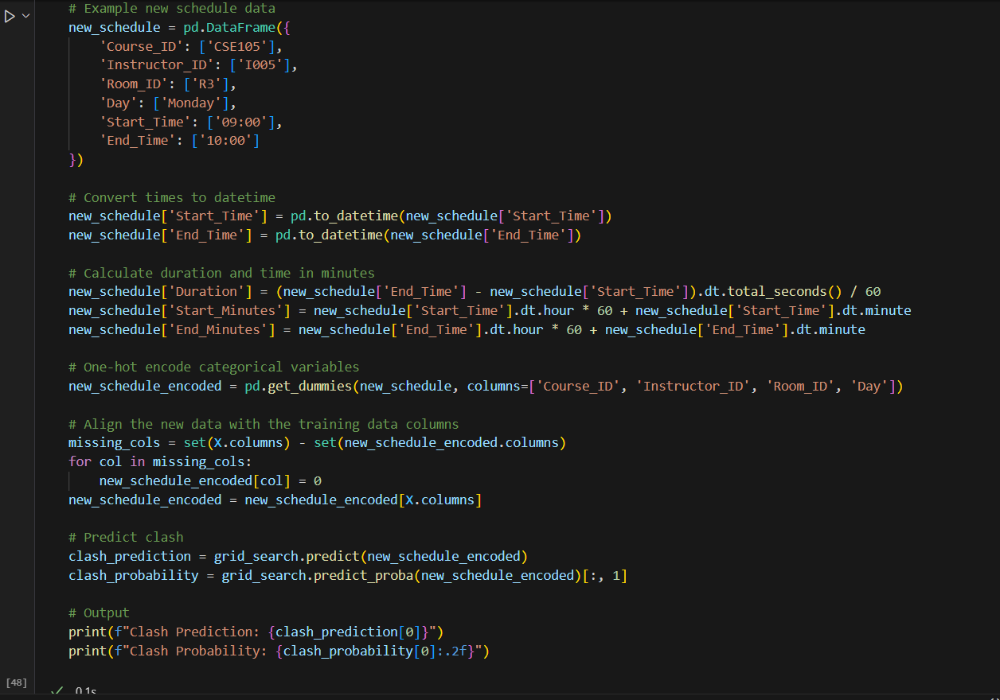 # Example new schedule data
new_schedule = pd.DataFrame({
    'Course_ID': ['CSE105'],
    'Instructor_ID': ['I005'],
    'Room_ID': ['R3'],
    'Day': ['Monday'],
    'Start_Time': ['09:00'],
    'End_Time': ['10:00']
})
# Convert times to datetime
new_schedule['Start_Time'] = pd.to_datetime(new_schedule['Start_Time'])
new_schedule['End_Time'] = pd.to_datetime(new_schedule['End_Time'])
# Calculate duration and time in minutes
new_schedule['Duration'] = (new_schedule['End_Time'] - new_schedule['Start_Time']).dt.total_seconds() / 60
new_schedule['Start_Minutes'] = new_schedule['Start_Time'].dt.hour * 60 + new_schedule['Start_Time'].dt.minute
new_schedule['End_Minutes'] = new_schedule['End_Time'].dt.hour * 60 + new_schedule['End_Time'].dt.minute
# One-hot encode categorical variables
new_schedule_encoded = pd.get_dummies(new_schedule, columns=['Course_ID', 'Instructor_ID', 'Room_ID', 'Day'])
# Align the new data with the training data columns
missing_cols = set(X.columns) - set(new_schedule_encoded.columns)
for col in missing_cols:
    new_schedule_encoded[col] = 0
new_schedule_encoded = new_schedule_encoded[X.columns]
# Predict clash
clash_prediction = grid_search.predict(new_schedule_encoded)
clash_probability = grid_search.predict_proba(new_schedule_encoded)[:, 1]
# Output
print(f"Clash Prediction: {clash_prediction[0]}")
print(f"Clash Probability: {clash_probability[0]:.2f}")
[48]
0.1s